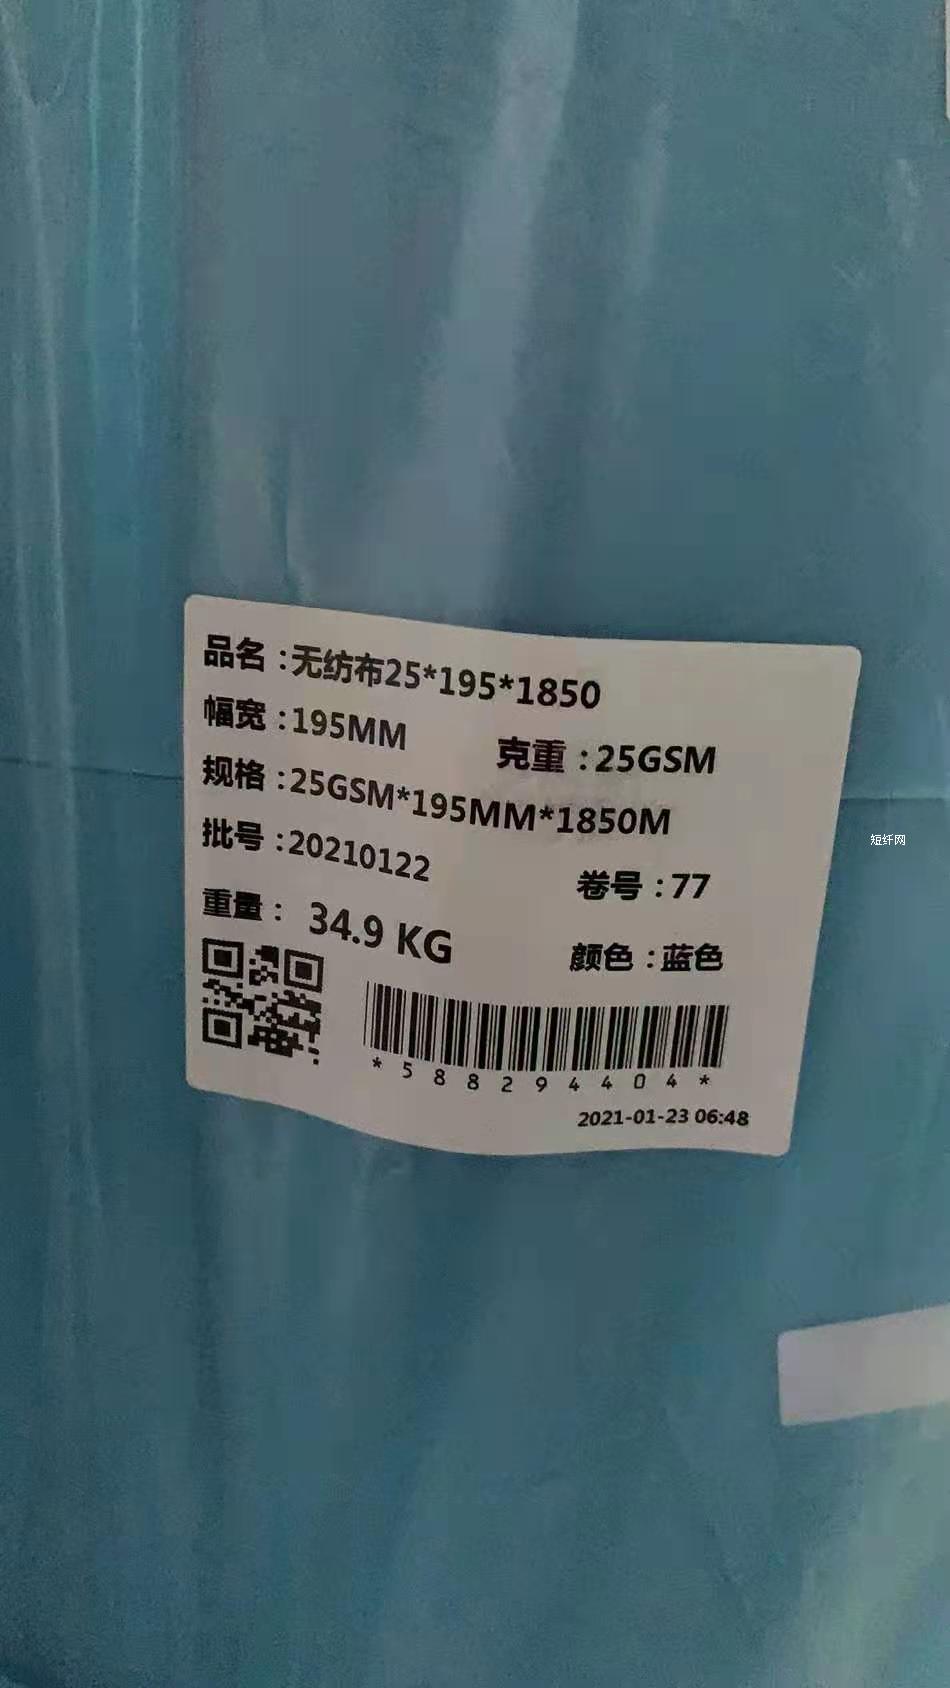 品名：无纺布25*195*1850
幅宽：195MM
克重：25GSM
规格：25GSM*195MM*1850M
批号：20210122
卷号：77
重量： 34.9 KG
颜色：蓝色
*588294404*
2021-01-23 06:48
短纤网